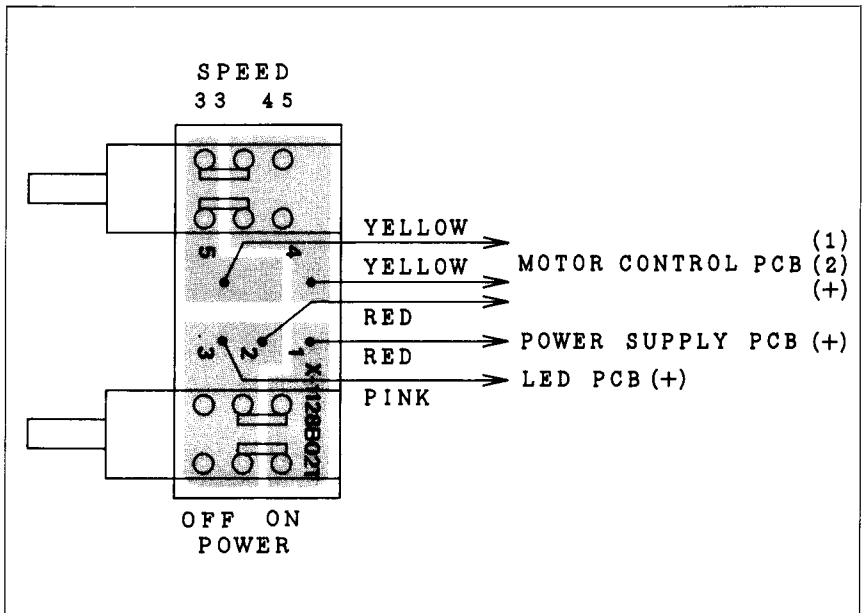 SPEED
33 45
5 4
YELLOW
YELLOW
RED
RED
PINK
MOTOR CONTROL PCB (1)
(2)
(+)
POWER SUPPLY PCB (+)
LED PCB (+)
3 2 1
X-1128B02T
OFF ON
POWER